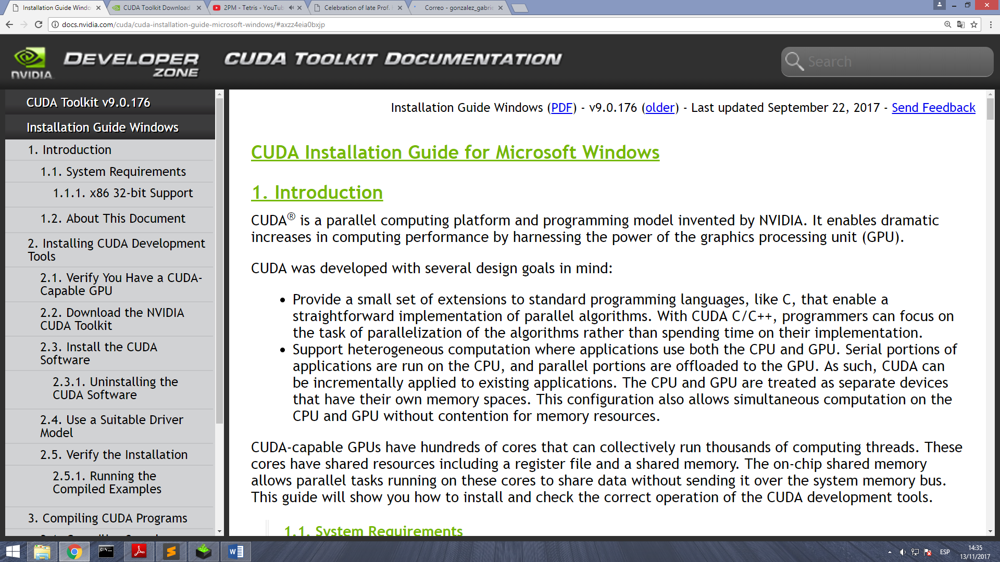 Installation Guide Windo
CUDA Toolkit Download
2PM - Tetris - YouTub
Celebration of late Prof.
Correo - gonzalez_gabrie
docs.nvidia.com/cuda/cuda-installation-guide-microsoft-windows/#axzz4eia0bxjp
NVIDIA
DEVELOPER
ZONE
CUDA TOOLKIT DOCUMENTATION
Search
CUDA Toolkit v9.0.176
Installation Guide Windows
1. Introduction
1.1. System Requirements
1.1.1. x86 32-bit Support
1.2. About This Document
2. Installing CUDA Development
Tools
2.1. Verify You Have a CUDA-
Capable GPU
2.2. Download the NVIDIA
CUDA Toolkit
2.3. Install the CUDA
Software
2.3.1. Uninstalling the
CUDA Software
2.4. Use a Suitable Driver
Model
2.5. Verify the Installation
2.5.1. Running the
Compiled Examples
3. Compiling CUDA Programs
Installation Guide Windows (PDF) - v9.0.176 (older) - Last updated September 22, 2017 - Send Feedback
CUDA Installation Guide for Microsoft Windows
1. Introduction
CUDA® is a parallel computing platform and programming model invented by NVIDIA. It enables dramatic
increases in computing performance by harnessing the power of the graphics processing unit (GPU).
CUDA was developed with several design goals in mind:
• Provide a small set of extensions to standard programming languages, like C, that enable a
straightforward implementation of parallel algorithms. With CUDA C/C++, programmers can focus on
the task of parallelization of the algorithms rather than spending time on their implementation.
• Support heterogeneous computation where applications use both the CPU and GPU. Serial portions of
applications are run on the CPU, and parallel portions are offloaded to the GPU. As such, CUDA can
be incrementally applied to existing applications. The CPU and GPU are treated as separate devices
that have their own memory spaces. This configuration also allows simultaneous computation on the
CPU and GPU without contention for memory resources.
CUDA-capable GPUs have hundreds of cores that can collectively run thousands of computing threads. These
cores have shared resources including a register file and a shared memory. The on-chip shared memory
allows parallel tasks running on these cores to share data without sending it over the system memory bus.
This guide will show you how to install and check the correct operation of the CUDA development tools.
1.1. System Requirements
ESP
14:35
13/11/2017